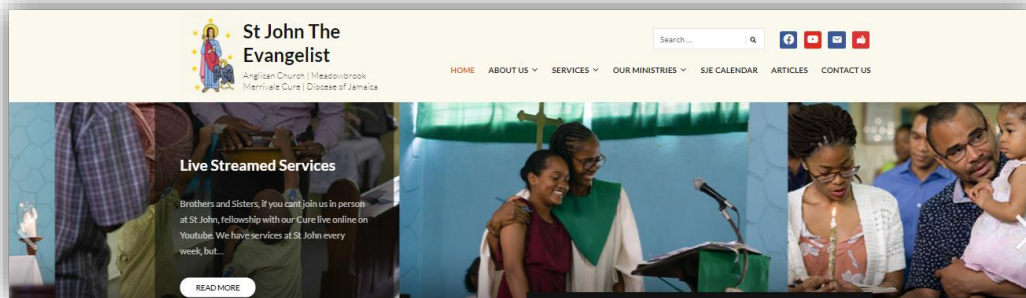 St John The
Evangelist
Anglican Church | Meadowbrook
Merrivale Cure | Diocese of Jamaica
Search ...
HOME ABOUT US SERVICES OUR MINISTRIES SJE CALENDAR ARTICLES CONTACT US
Live Streamed Services
Brothers and Sisters, if you cant join us in person
at St John, fellowship with our Cure live online on
Youtube. We have services at St John every
week, but...
READ MORE